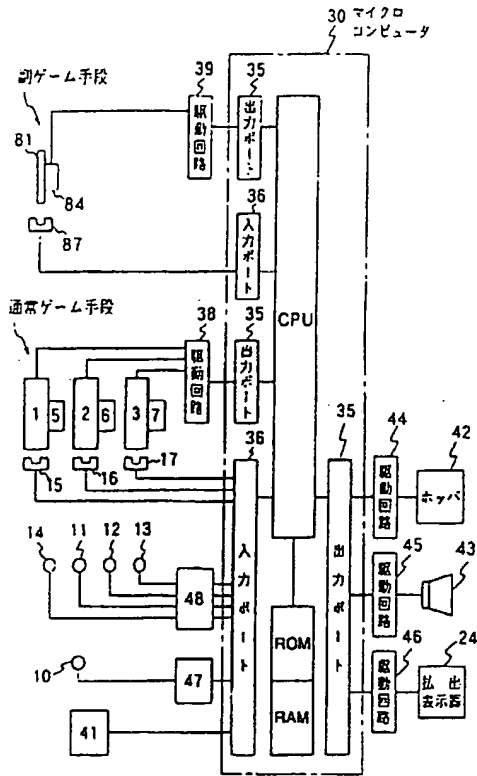 30 マイクロ
コンピュータ
副ゲーム手段
39
35
81
駆動回路
出力ポート
84
36
87
入力ポート
CPU
通常ゲーム手段
38
35
駆動回路
出力ポート
1 5 2 6 3 7
36
35
44
42
15 16 17
駆動回路
ホッパ
14 11 12 13
45
43
48
入力ポート
出力ポート
駆動回路
46
24
10
47
ROM
駆動回路
払出
表示器
41
RAM